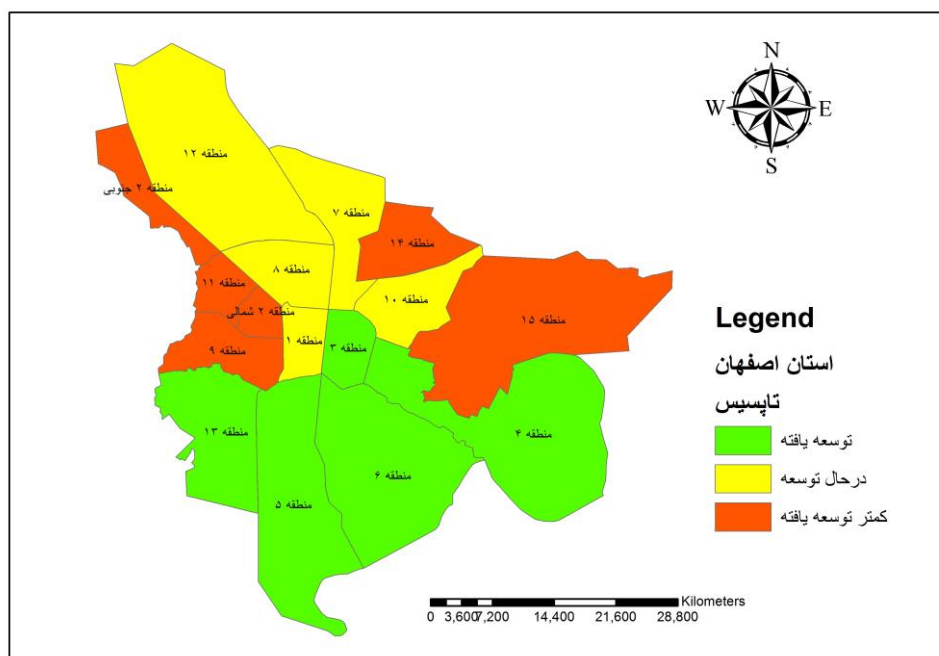 N
W E
S
منطقه ۱۲
منطقه ۲ جنوبی
منطقه ۷
منطقه ۱۴
منطقه ۸
منطقه ۱۱
منطقه ۱۰
منطقه ۲ شمالی
منطقه ۱۵
منطقه ۱
منطقه ۳
منطقه ۹
منطقه ۱۳
منطقه ۴
منطقه ۶
منطقه ۵
Legend
استان اصفهان
تاپسیس
توسعه یافته
درحال توسعه
کمتر توسعه یافته
Kilometers
0 3,600 7,200 14,400 21,600 28,800